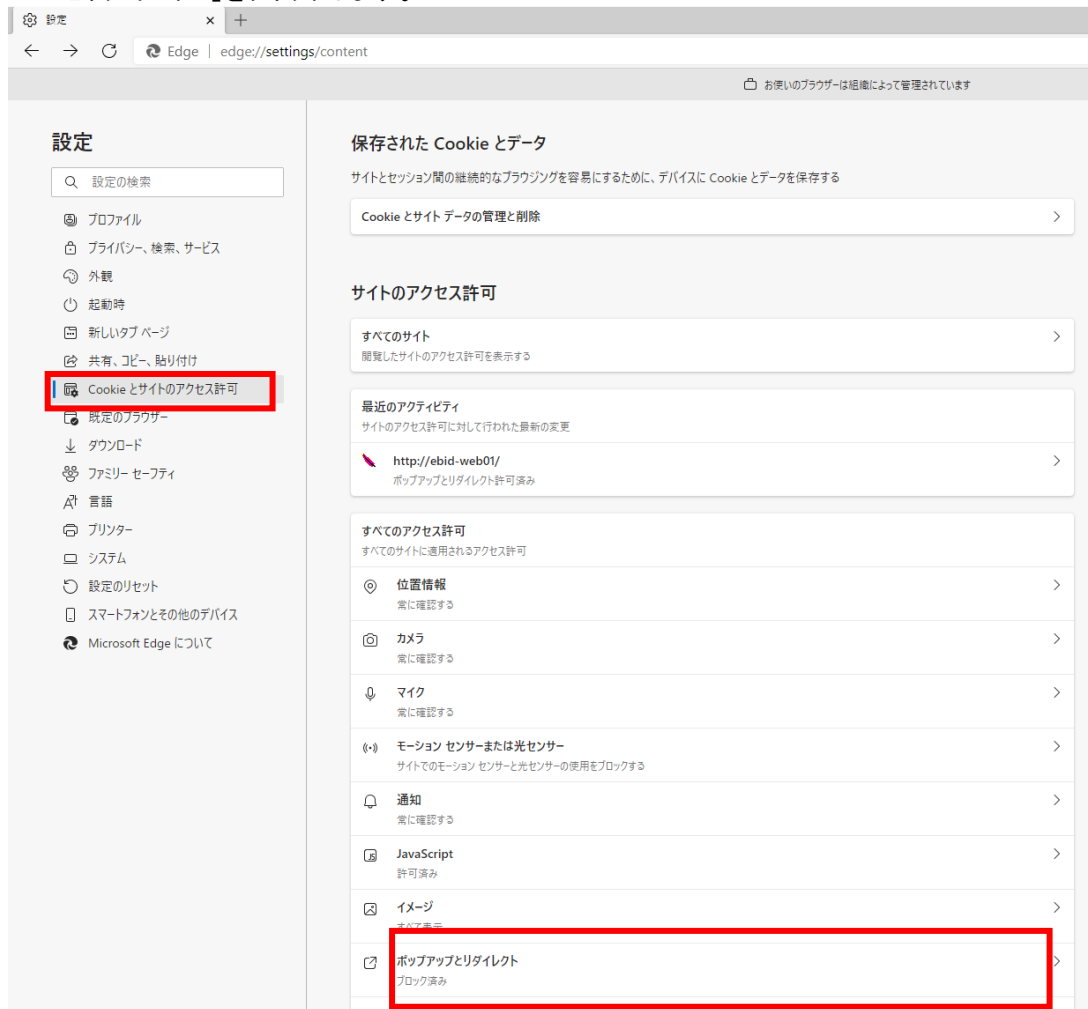 設定
Edge | edge://settings/content
お使いのブラウザーは組織によって管理されています
設定
設定の検索
プロファイル
プライバシー、検索、サービス
外観
起動時
新しいタブ ページ
共有、コピー、貼り付け
Cookie とサイトのアクセス許可
既定のブラウザー
ダウンロード
ファミリー セーフティ
言語
プリンター
システム
設定のリセット
スマートフォンとその他のデバイス
Microsoft Edge について
保存された Cookie とデータ
サイトとセッション間の継続的なブラウジングを容易にするために、デバイスに Cookie とデータを保存する
Cookie とサイト データの管理と削除
サイトのアクセス許可
すべてのサイト
閲覧したサイトのアクセス許可を表示する
最近のアクティビティ
サイトのアクセス許可に対して行われた最新の変更
http://ebid-web01/
ポップアップとリダイレクト許可済み
すべてのアクセス許可
すべてのサイトに適用されるアクセス許可
位置情報
常に確認する
カメラ
常に確認する
マイク
常に確認する
モーション センサーまたは光センサー
サイトでのモーション センサーと光センサーの使用をブロックする
通知
常に確認する
JavaScript
許可済み
イメージ
すべて表示
ポップアップとリダイレクト
ブロック済み